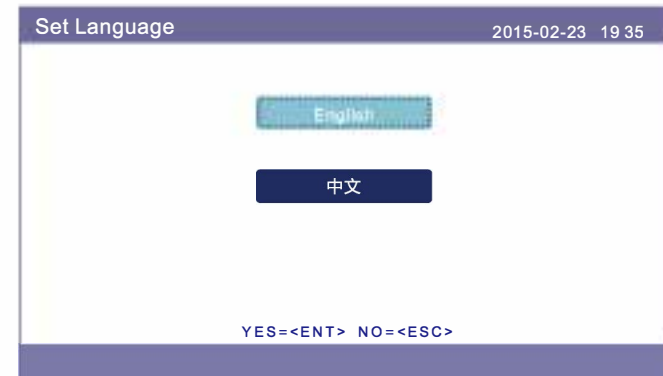 Set Language
2015-02-23 19 35
English
中文
YES=<ENT> NO=<ESC>